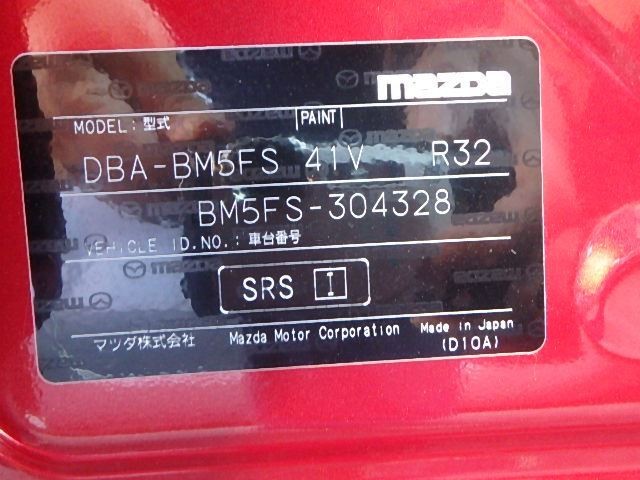 mazda
MODEL: 型式 PAINT
DBA-BM5FS 41V R32
BM5FS-304328
VEHICLE ID.NO.: 車台番号
SRS I
マツダ株式会社 Mazda Motor Corporation Made in Japan
(D10A)